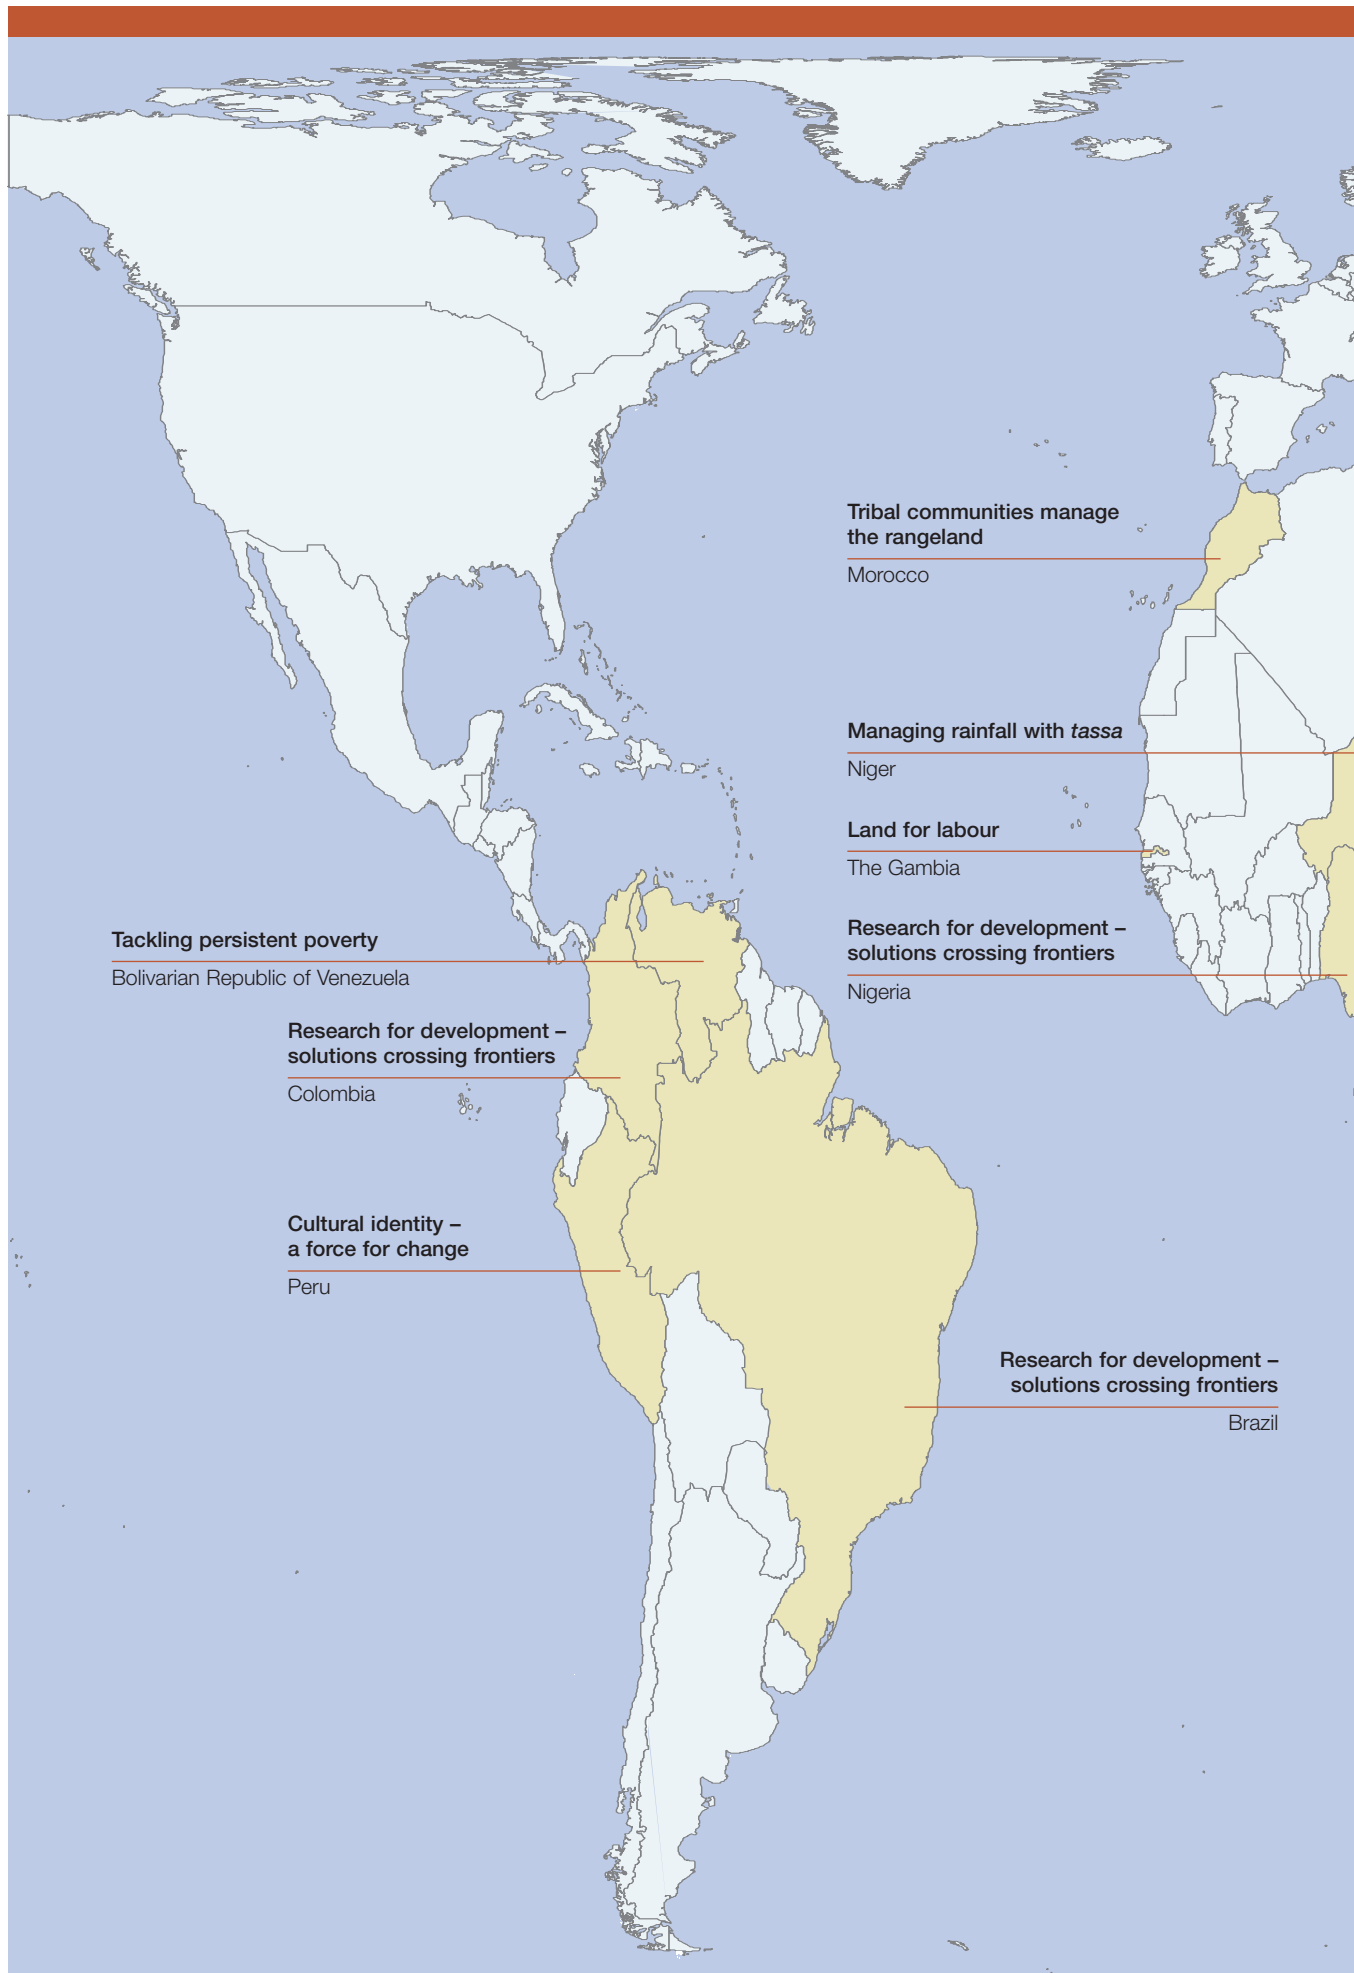 Tribal communities manage
the rangeland
Morocco
Managing rainfall with tassa
Niger
Land for labour
The Gambia
Research for development –
solutions crossing frontiers
Nigeria
Tackling persistent poverty
Bolivarian Republic of Venezuela
Research for development –
solutions crossing frontiers
Colombia
Cultural identity –
a force for change
Peru
Research for development –
solutions crossing frontiers
Brazil